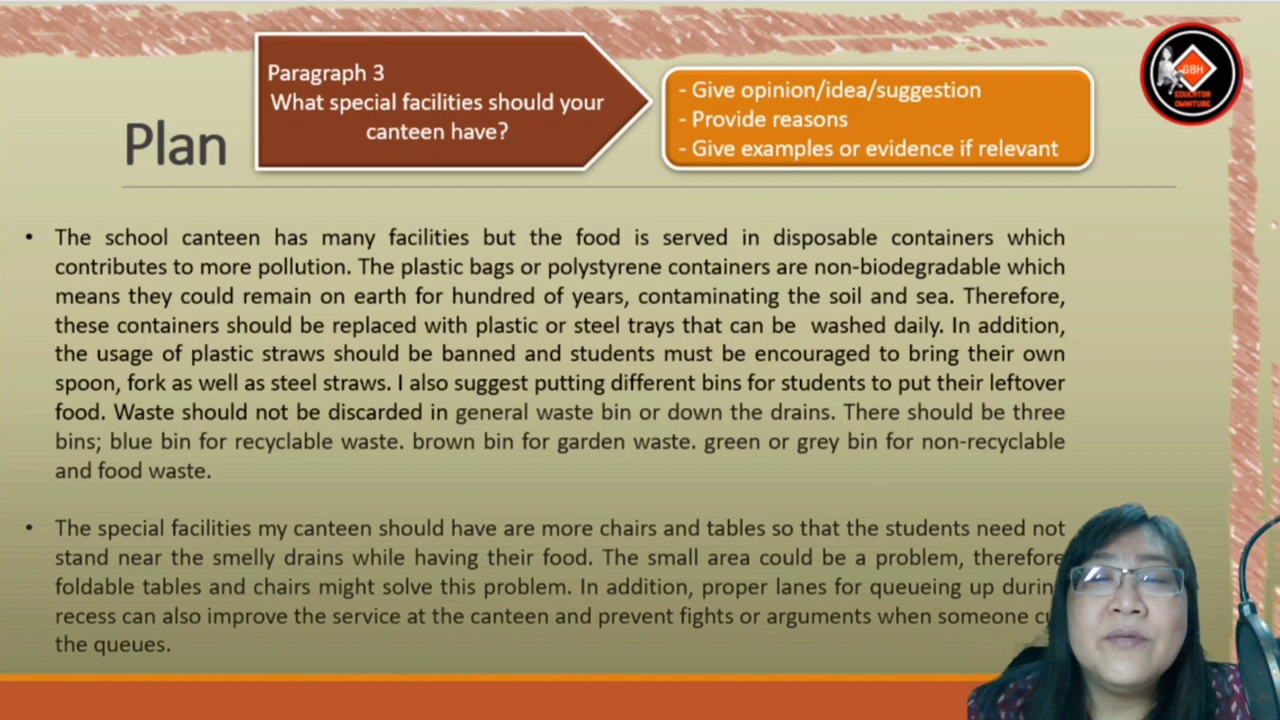 Plan
Paragraph 3
What special facilities should your
canteen have?
- Give opinion/idea/suggestion
- Provide reasons
- Give examples or evidence if relevant
GBH
EDUCATOR
OMNITURE
• The school canteen has many facilities but the food is served in disposable containers which
contributes to more pollution. The plastic bags or polystyrene containers are non-biodegradable which
means they could remain on earth for hundred of years, contaminating the soil and sea. Therefore,
these containers should be replaced with plastic or steel trays that can be washed daily. In addition,
the usage of plastic straws should be banned and students must be encouraged to bring their own
spoon, fork as well as steel straws. I also suggest putting different bins for students to put their leftover
food. Waste should not be discarded in general waste bin or down the drains. There should be three
bins; blue bin for recyclable waste. brown bin for garden waste. green or grey bin for non-recyclable
and food waste.
• The special facilities my canteen should have are more chairs and tables so that the students need not
stand near the smelly drains while having their food. The small area could be a problem, therefore
foldable tables and chairs might solve this problem. In addition, proper lanes for queueing up during
recess can also improve the service at the canteen and prevent fights or arguments when someone
the queues.